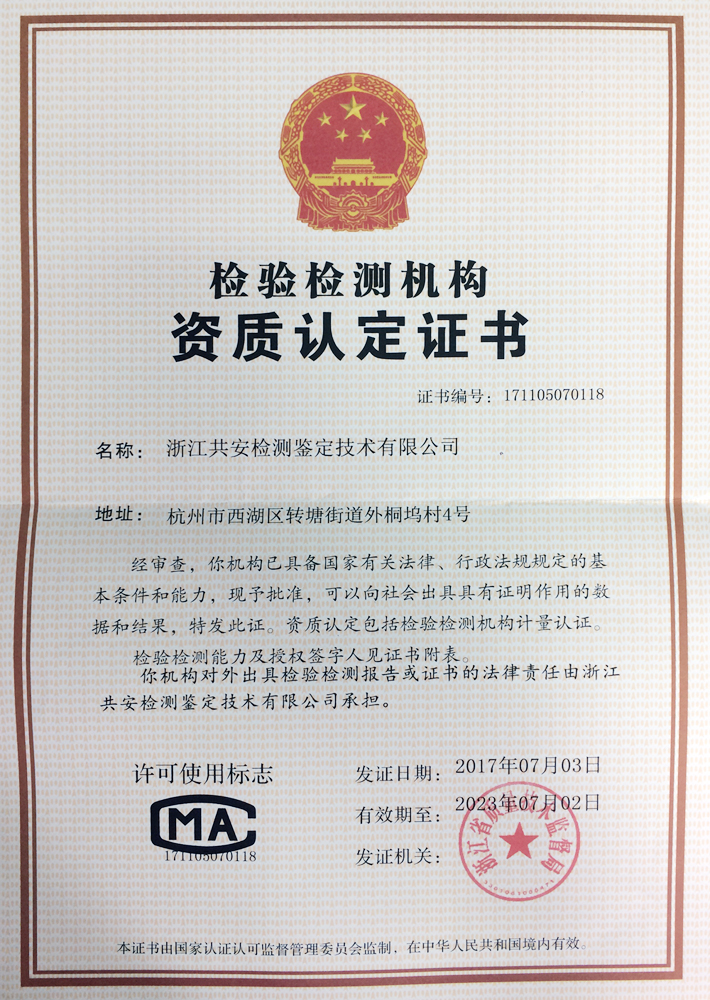 检验检测机构
资质认定证书
证书编号：171105070118
名称：浙江共安检测鉴定技术有限公司
地址：杭州市西湖区转塘街道外桐坞村4号
经审查，你机构已具备国家有关法律、行政法规规定的基
本条件和能力，现予批准，可以向社会出具具有证明作用的数
据和结果，特发此证。资质认定包括检验检测机构计量认证。
检验检测能力及授权签字人见证书附表。
你机构对外出具检验检测报告或证书的法律责任由浙江
共安检测鉴定技术有限公司承担。
许可使用标志
MA
171105070118
发证日期：2017年07月03日
有效期至：2023年07月02日
发证机关：
浙江省质量技术监督局
本证书由国家认证认可监督管理委员会监制，在中华人民共和国境内有效。